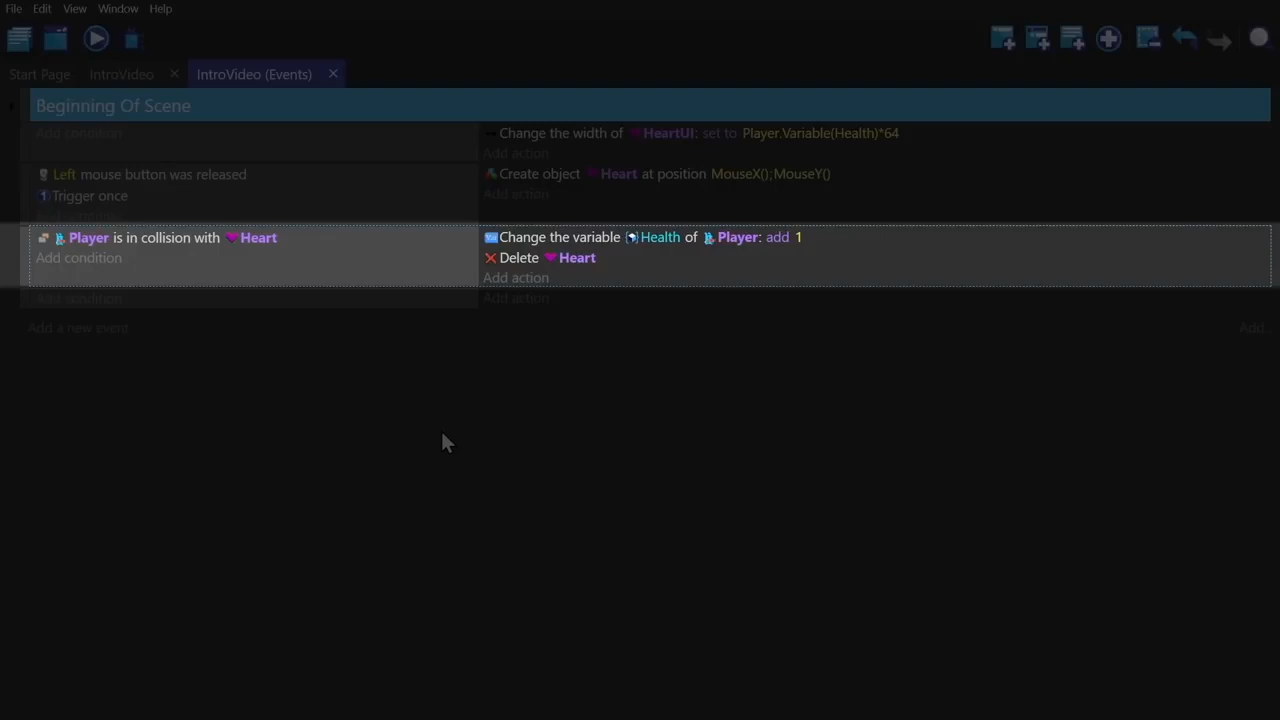 File Edit View Window Help
Start Page IntroVideo IntroVideo (Events)
Beginning Of Scene
Add condition
Change the width of HeartUI: set to Player.Variable(Health)*64
Add action
Left mouse button was released
Trigger once
Create object Heart at position MouseX();MouseY()
Add action
Player is in collision with Heart
Add condition
Change the variable Health of Player: add 1
Delete Heart
Add action
Add condition
Add action
Add a new event
Add...